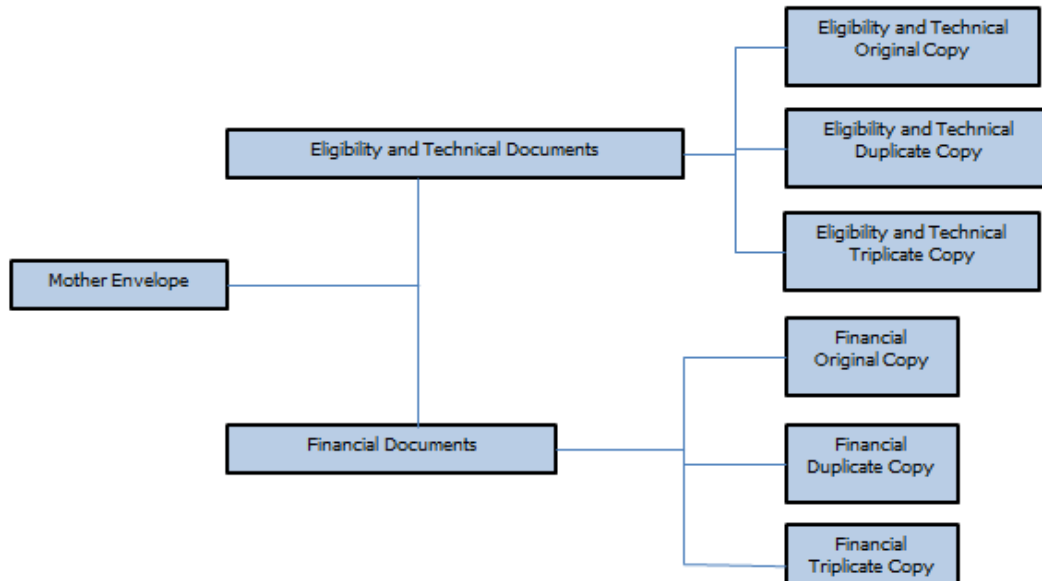 Eligibility and Technical
Original Copy
Eligibility and Technical Documents
Eligibility and Technical
Duplicate Copy
Eligibility and Technical
Triplicate Copy
Mother Envelope
Financial
Original Copy
Financial Documents
Financial
Duplicate Copy
Financial
Triplicate Copy